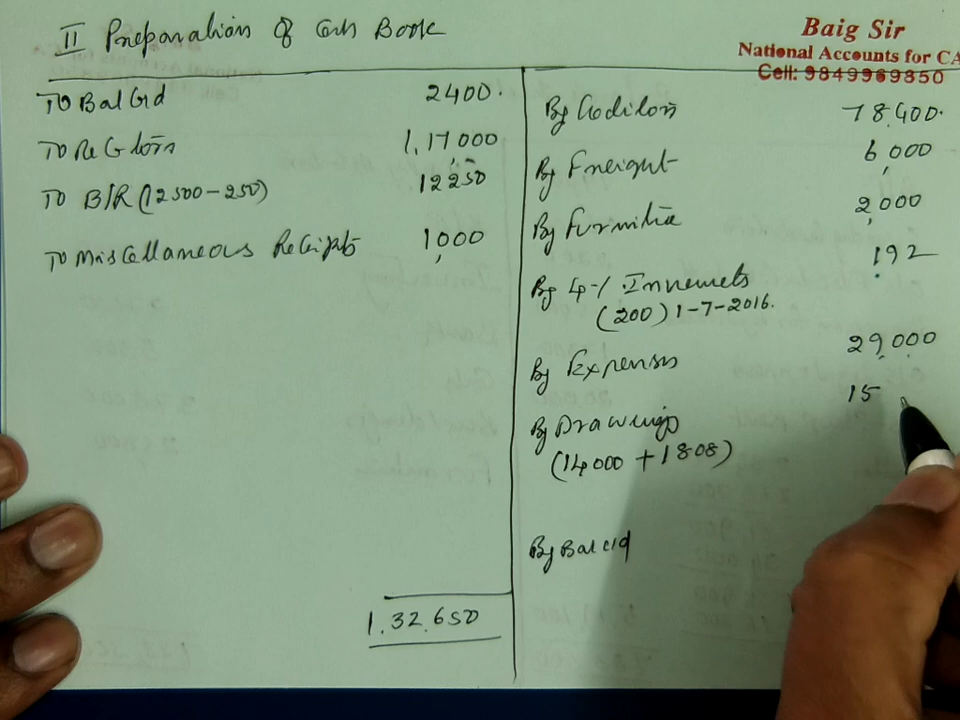 II Preparation of Cash Book
Baig Sir
National Accounts for CA
Cell: 9849969850
To Bal b/d 2400.
To Debtors 1,17000
To B/R (12500-250) 12250
To Miscellaneous Receipts 1,000
1,32,650
By Creditors 78,400.
By Freight 6,000
By Furniture 2,000
By 4-/. Investments 192
(200) 1-7-2016.
By Expenses 29,000
By Drawings 15
(14000 + 1808)
By Bal c/d